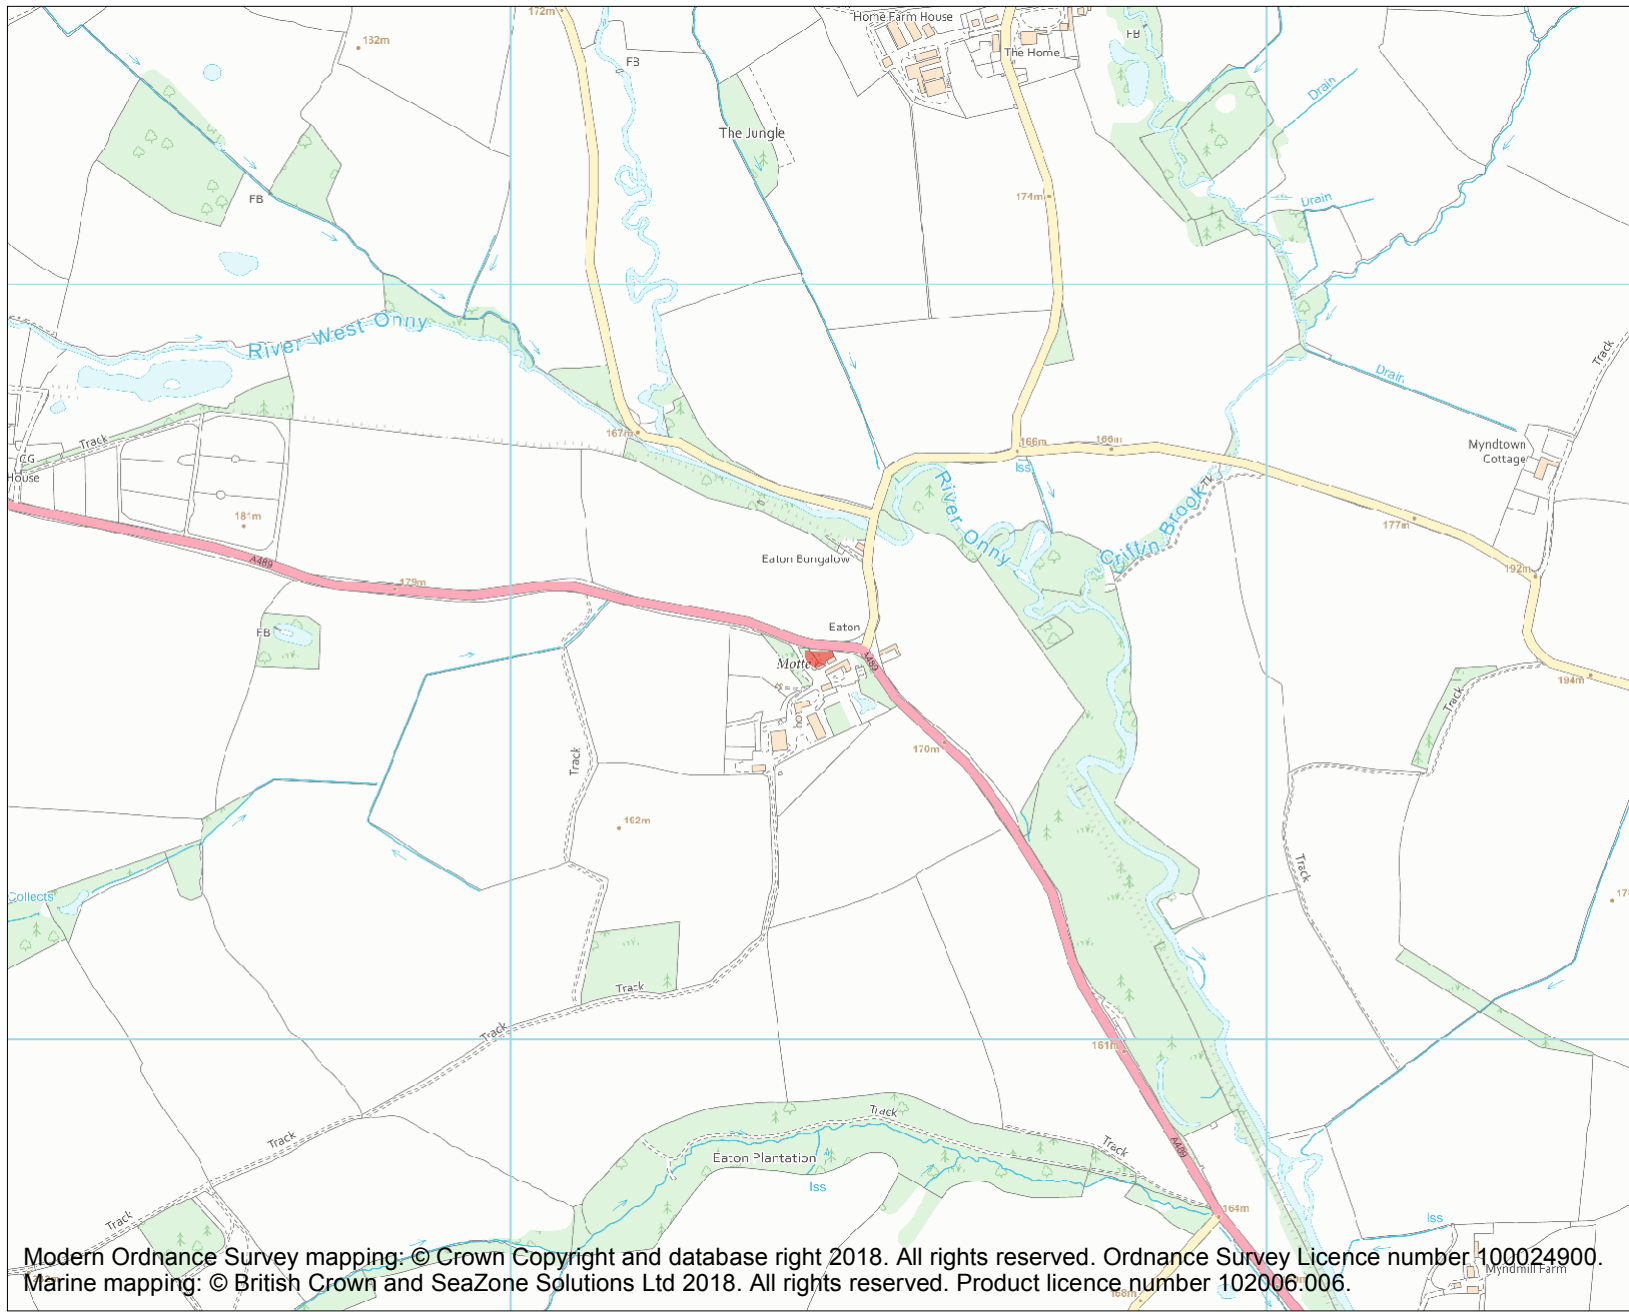 172m
Home Farm House
FB
132m
FB
The Home
Drain
The Jungle
FB
174m
Drain
River West Onny
Track
Drain
167m
166m
166m
Myndtown
Cottage
Track
CG
House
Iss
River Onny
181m
177m
Criftin Brook
A489
Eaton Bungalow
179m
192m
FB
Eaton
Motte
A489
194m
Track
170m
Track
162m
Track
Collects
Track
Track
161m
Track
Track
Track
A489
Eaton Plantation
Iss
164m
Track
Iss
Modern Ordnance Survey mapping: © Crown Copyright and database right 2018. All rights reserved. Ordnance Survey Licence number 100024900.
Myndmill Farm
Marine mapping: © British Crown and SeaZone Solutions Ltd 2018. All rights reserved. Product licence number 102006.006.
168m